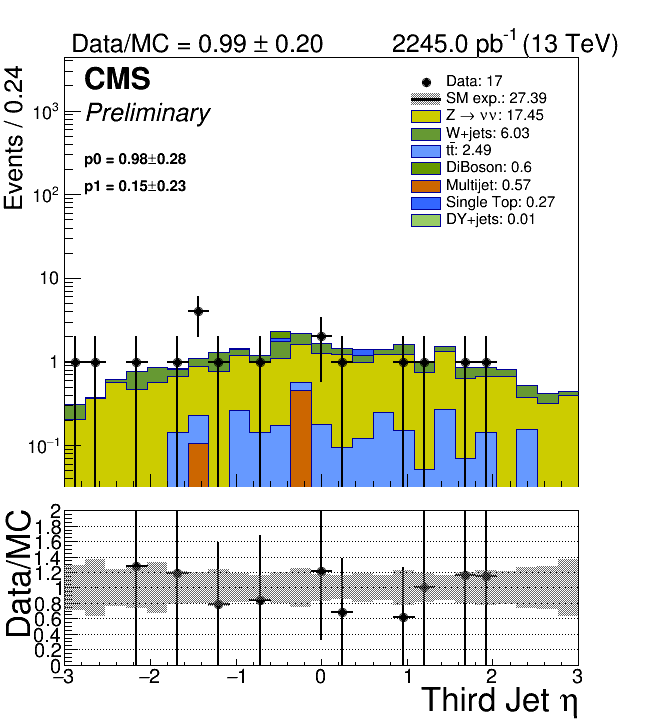 Data/MC = 0.99 ± 0.20 2245.0 pb⁻¹ (13 TeV)
CMS
Preliminary
p0 = 0.98±0.28
p1 = 0.15±0.23
Data: 17
SM exp.: 27.39
Z → νν: 17.45
W+jets: 6.03
tt̄: 2.49
DiBoson: 0.6
Multijet: 0.57
Single Top: 0.27
DY+jets: 0.01
Events / 0.24
10³
10²
10
1
10⁻¹
Data/MC
2
1.8
1.6
1.4
1.2
1
0.8
0.6
0.4
0.2
0
−3 −2 −1 0 1 2 3
Third Jet η